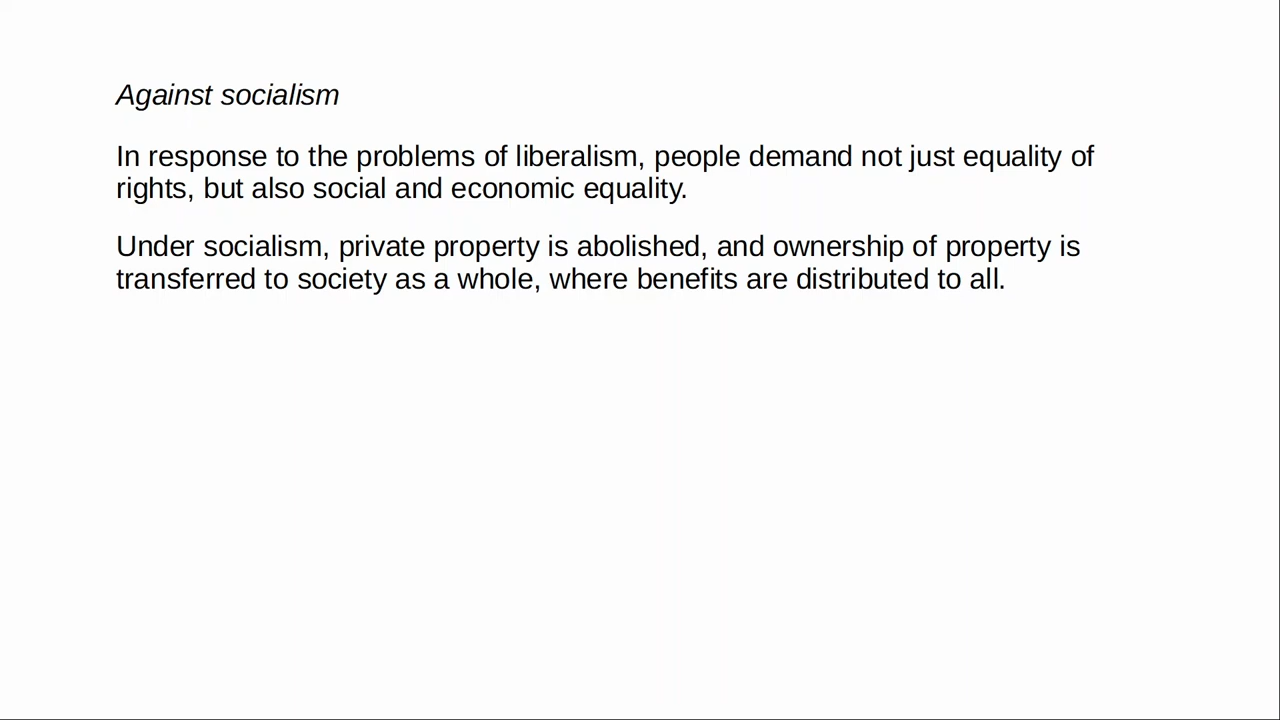 Against socialism
In response to the problems of liberalism, people demand not just equality of
rights, but also social and economic equality.
Under socialism, private property is abolished, and ownership of property is
transferred to society as a whole, where benefits are distributed to all.